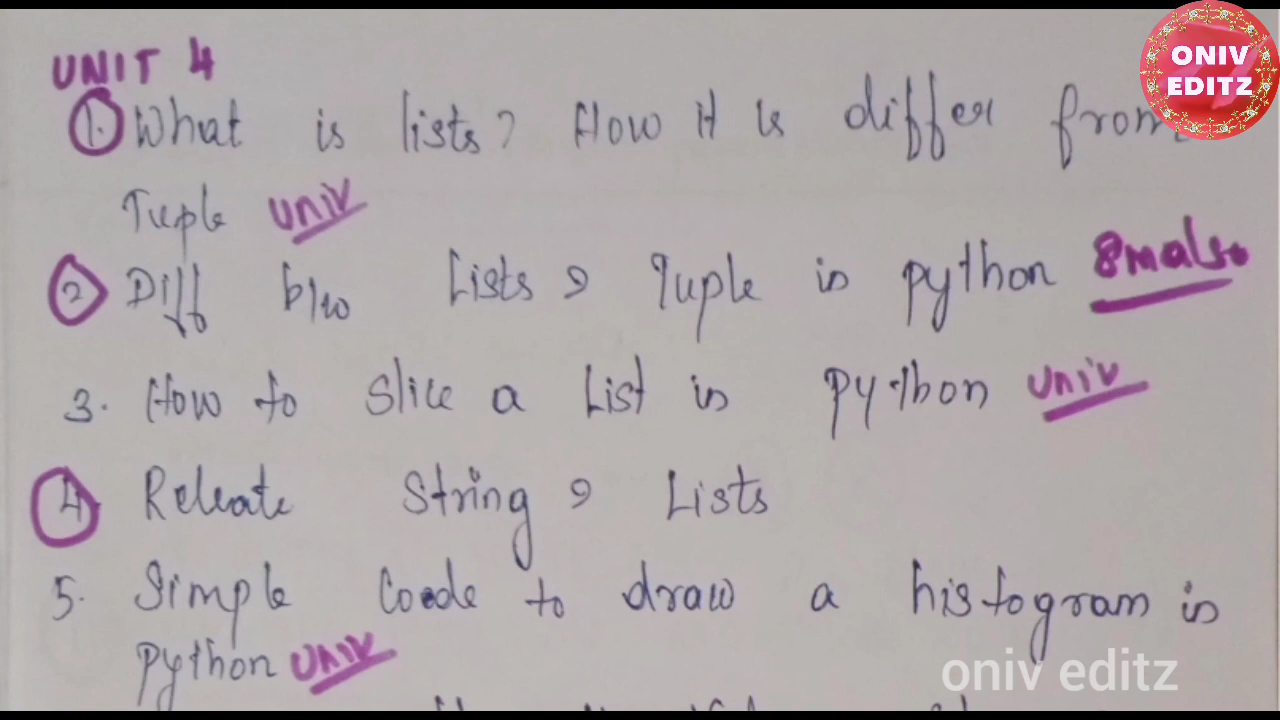 ONIV
EDITZ
UNIT 4
1. What is lists? How it is differ from
Tuple univ
2 Diff b/w Lists & Tuple in python 8m also
3. How to Slice a List in python univ
4. Releate String & Lists
5. Simple Code to draw a histogram in
python univ
oniv editz